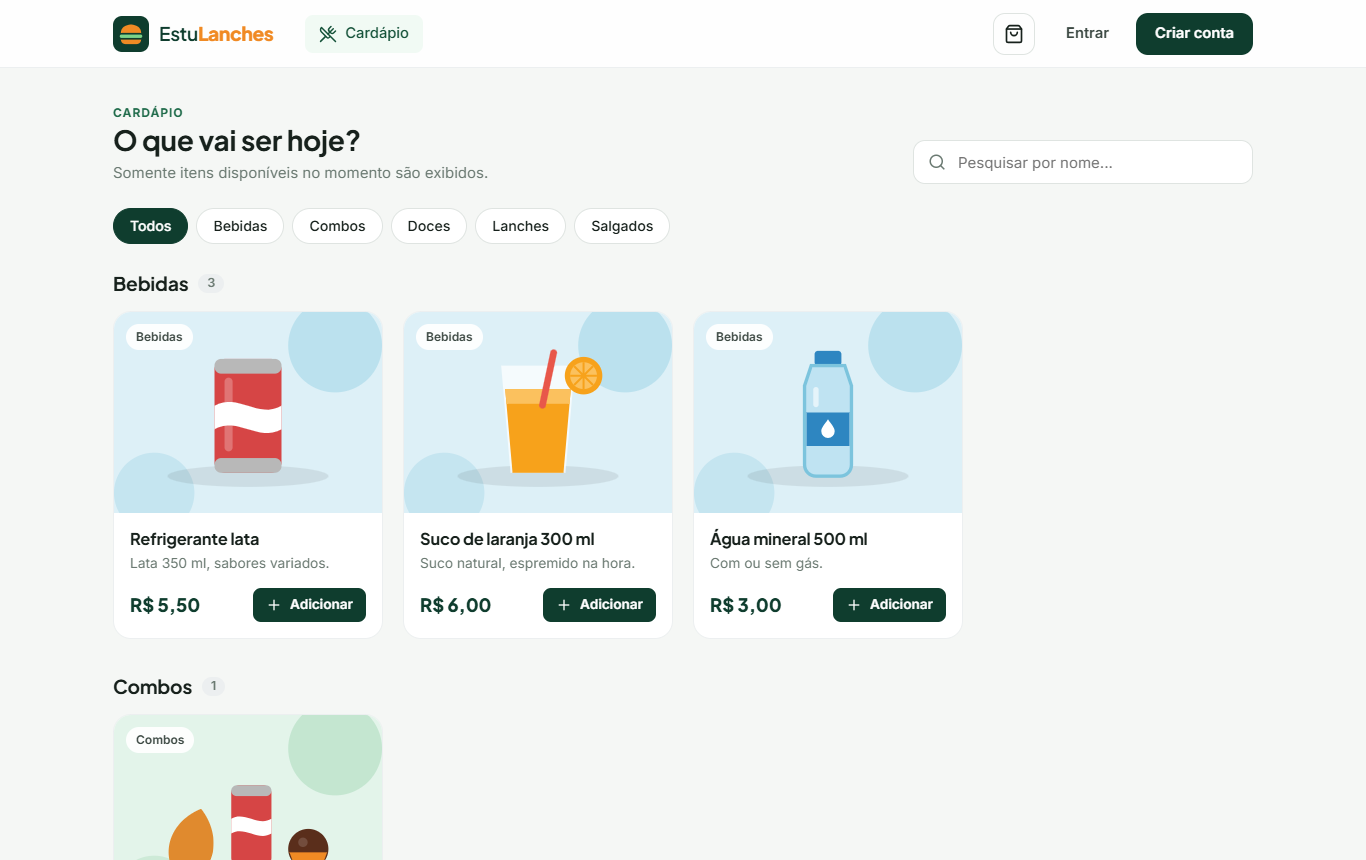 EstuLanches
Cardápio
Entrar
Criar conta
CARDÁPIO
O que vai ser hoje?
Somente itens disponíveis no momento são exibidos.
Pesquisar por nome...
Todos
Bebidas
Combos
Doces
Lanches
Salgados
Bebidas 3
Bebidas
Refrigerante lata
Lata 350 ml, sabores variados.
R$ 5,50
Adicionar
Bebidas
Suco de laranja 300 ml
Suco natural, espremido na hora.
R$ 6,00
Adicionar
Bebidas
Água mineral 500 ml
Com ou sem gás.
R$ 3,00
Adicionar
Combos 1
Combos